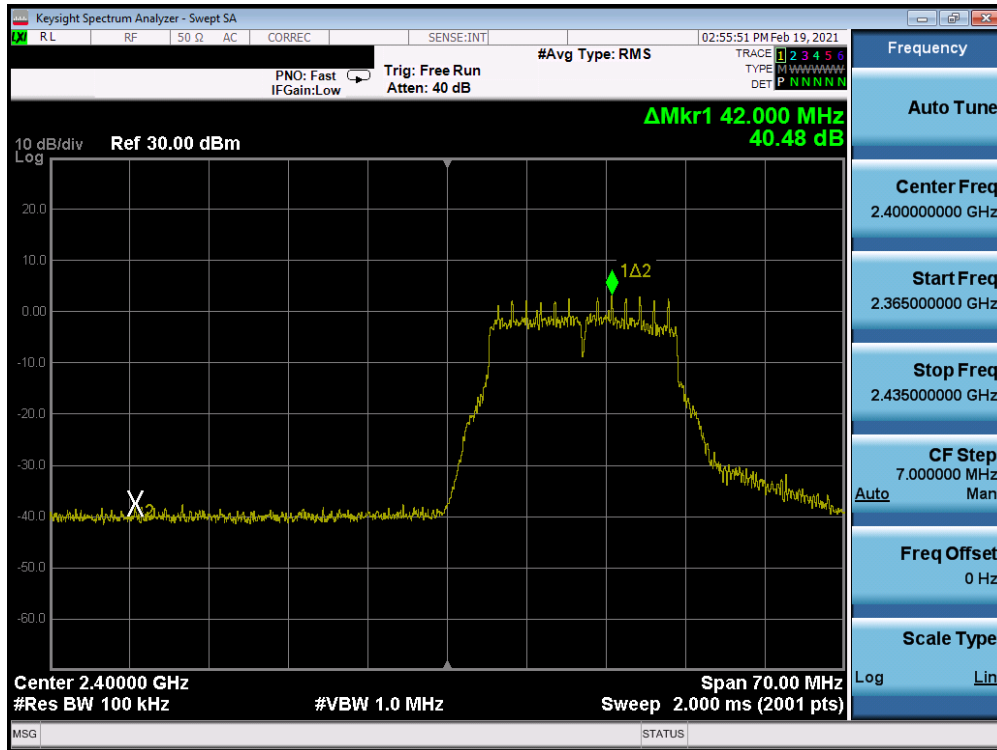 Keysight Spectrum Analyzer - Swept SA
LXI RL RF 50 Ω AC CORREC SENSE:INT 02:55:51 PM Feb 19, 2021
#Avg Type: RMS TRACE 1 2 3 4 5 6
PNO: Fast Trig: Free Run TYPE M WWWWW
IFGain:Low Atten: 40 dB DET P N N N N N
ΔMkr1 42.000 MHz
40.48 dB
10 dB/div Ref 30.00 dBm
Log
20.0
10.0
1Δ2
0.00
-10.0
-20.0
-30.0
-40.0
-50.0
-60.0
Center 2.40000 GHz Span 70.00 MHz
#Res BW 100 kHz #VBW 1.0 MHz Sweep 2.000 ms (2001 pts)
MSG STATUS
Frequency
Auto Tune
Center Freq
2.400000000 GHz
Start Freq
2.365000000 GHz
Stop Freq
2.435000000 GHz
CF Step
7.000000 MHz
Auto Man
Freq Offset
0 Hz
Scale Type
Log Lin